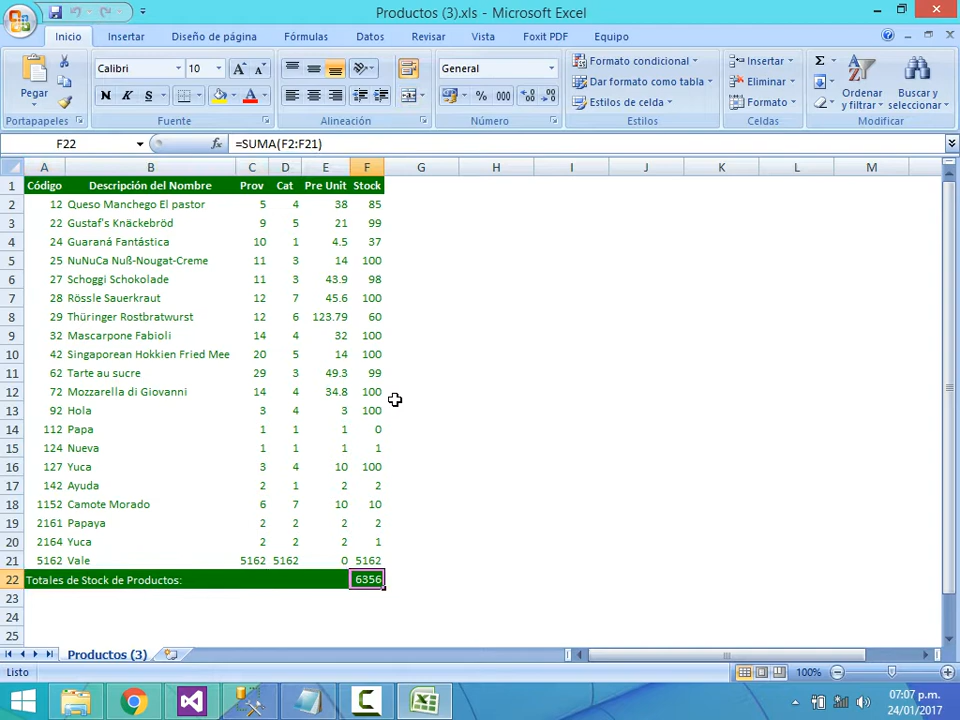 Productos (3).xls - Microsoft Excel
Inicio Insertar Diseño de página Fórmulas Datos Revisar Vista Foxit PDF Equipo
Pegar
Calibri 10
N K S
General
% 000
Formato condicional
Dar formato como tabla
Estilos de celda
Insertar
Eliminar
Formato
Σ
Ordenar y filtrar
Buscar y seleccionar
Portapapeles Fuente Alineación Número Estilos Celdas Modificar
F22 fx =SUMA(F2:F21)
A B C D E F G H I J K L M
1 Código Descripción del Nombre Prov Cat Pre Unit Stock
2 12 Queso Manchego El pastor 5 4 38 85
3 22 Gustaf's Knäckebröd 9 5 21 99
4 24 Guaraná Fantástica 10 1 4.5 37
5 25 NuNuCa Nuß-Nougat-Creme 11 3 14 100
6 27 Schoggi Schokolade 11 3 43.9 98
7 28 Rössle Sauerkraut 12 7 45.6 100
8 29 Thüringer Rostbratwurst 12 6 123.79 60
9 32 Mascarpone Fabioli 14 4 32 100
10 42 Singaporean Hokkien Fried Mee 20 5 14 100
11 62 Tarte au sucre 29 3 49.3 99
12 72 Mozzarella di Giovanni 14 4 34.8 100
13 92 Hola 3 4 3 100
14 112 Papa 1 1 1 0
15 124 Nueva 1 1 1 1
16 127 Yuca 3 4 10 100
17 142 Ayuda 2 1 2 2
18 1152 Camote Morado 6 7 10 10
19 2161 Papaya 2 2 2 2
20 2164 Yuca 2 2 2 1
21 5162 Vale 5162 5162 0 5162
22 Totales de Stock de Productos: 6356
23
24
25
Productos (3)
Listo 100%
07:07 p.m.
24/01/2017